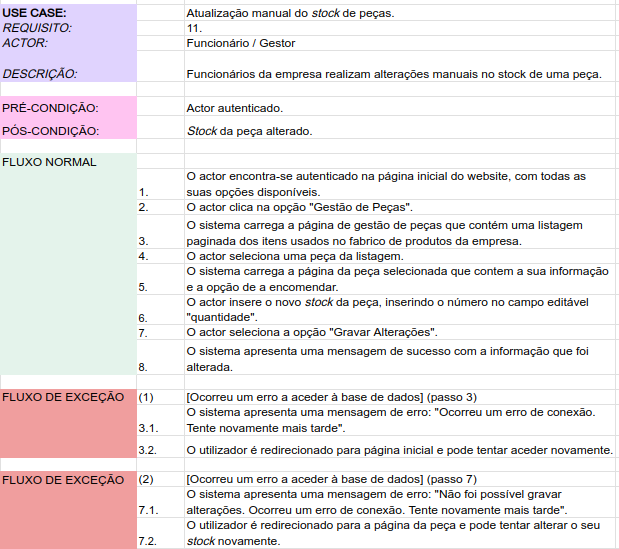 USE CASE: Atualização manual do stock de peças.
REQUISITO: 11.
ACTOR: Funcionário / Gestor
DESCRIÇÃO: Funcionários da empresa realizam alterações manuais no stock de uma peça.
PRÉ-CONDIÇÃO: Actor autenticado.
PÓS-CONDIÇÃO: Stock da peça alterado.
FLUXO NORMAL
O actor encontra-se autenticado na página inicial do website, com todas as
1. suas opções disponíveis.
2. O actor clica na opção "Gestão de Peças".
O sistema carrega a página de gestão de peças que contém uma listagem
3. paginada dos itens usados no fabrico de produtos da empresa.
4. O actor seleciona uma peça da listagem.
O sistema carrega a página da peça selecionada que contem a sua informação
5. e a opção de a encomendar.
O actor insere o novo stock da peça, inserindo o número no campo editável
6. "quantidade".
7. O actor seleciona a opção "Gravar Alterações".
O sistema apresenta uma mensagem de sucesso com a informação que foi
8. alterada.
FLUXO DE EXCEÇÃO (1) [Ocorreu um erro a aceder à base de dados] (passo 3)
O sistema apresenta uma mensagem de erro: "Ocorreu um erro de conexão.
3.1. Tente novamente mais tarde".
3.2. O utilizador é redirecionado para página inicial e pode tentar aceder novamente.
FLUXO DE EXCEÇÃO (2) [Ocorreu um erro a aceder à base de dados] (passo 7)
O sistema apresenta uma mensagem de erro: "Não foi possível gravar
7.1. alterações. Ocorreu um erro de conexão. Tente novamente mais tarde".
O utilizador é redirecionado para a página da peça e pode tentar alterar o seu
7.2. stock novamente.